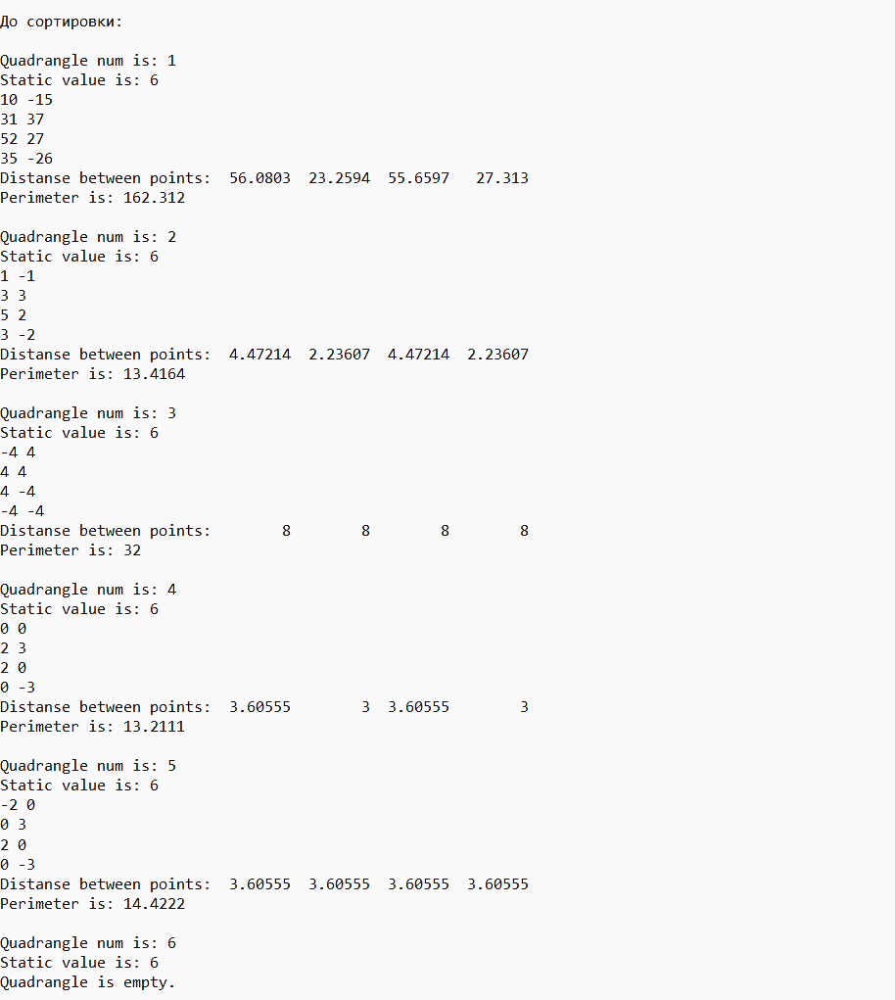 До сортировки:
Quadrangle num is: 1
Static value is: 6
10 -15
31 37
52 27
35 -26
Distanse between points:  56.0803  23.2594  55.6597   27.313
Perimeter is: 162.312
Quadrangle num is: 2
Static value is: 6
1 -1
3 3
5 2
3 -2
Distanse between points:  4.47214  2.23607  4.47214  2.23607
Perimeter is: 13.4164
Quadrangle num is: 3
Static value is: 6
-4 4
4 4
4 -4
-4 -4
Distanse between points:        8        8        8        8
Perimeter is: 32
Quadrangle num is: 4
Static value is: 6
0 0
2 3
2 0
0 -3
Distanse between points:  3.60555        3  3.60555        3
Perimeter is: 13.2111
Quadrangle num is: 5
Static value is: 6
-2 0
0 3
2 0
0 -3
Distanse between points:  3.60555  3.60555  3.60555  3.60555
Perimeter is: 14.4222
Quadrangle num is: 6
Static value is: 6
Quadrangle is empty.